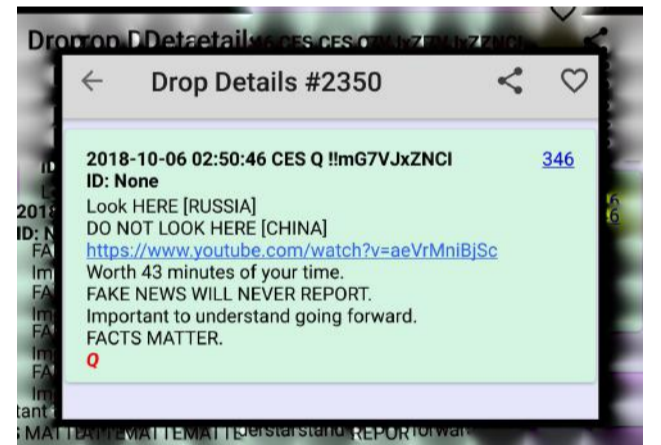 Drop Details #2350
2018-10-06 02:50:46 CES Q !!mG7VJxZNCI 346
ID: None
Look HERE [RUSSIA]
DO NOT LOOK HERE [CHINA]
https://www.youtube.com/watch?v=aeVrMniBjSc
Worth 43 minutes of your time.
FAKE NEWS WILL NEVER REPORT.
Important to understand going forward.
FACTS MATTER.
Q